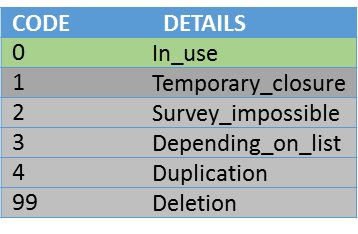 CODE DETAILS
0 In_use
1 Temporary_closure
2 Survey_impossible
3 Depending_on_list
4 Duplication
99 Deletion